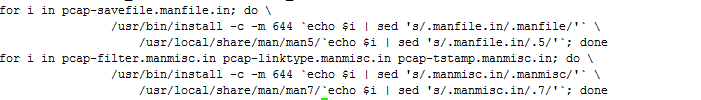 for i in pcap-savefile.manfile.in; do \
/usr/bin/install -c -m 644 `echo $i | sed 's/.manfile.in/.manfile/'` \
/usr/local/share/man/man5/`echo $i | sed 's/.manfile.in/.5/'`; done
for i in pcap-filter.manmisc.in pcap-linktype.manmisc.in pcap-tstamp.manmisc.in; do \
/usr/bin/install -c -m 644 `echo $i | sed 's/.manmisc.in/.manmisc/'` \
/usr/local/share/man/man7/`echo $i | sed 's/.manmisc.in/.7/'`; done